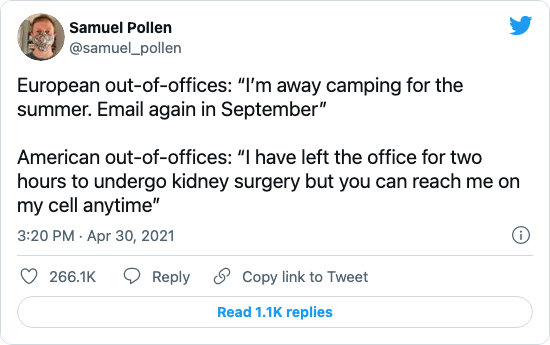 Samuel Pollen
@samuel_pollen
European out-of-offices: “I’m away camping for the
summer. Email again in September”
American out-of-offices: “I have left the office for two
hours to undergo kidney surgery but you can reach me on
my cell anytime”
3:20 PM · Apr 30, 2021
266.1K Reply Copy link to Tweet
Read 1.1K replies